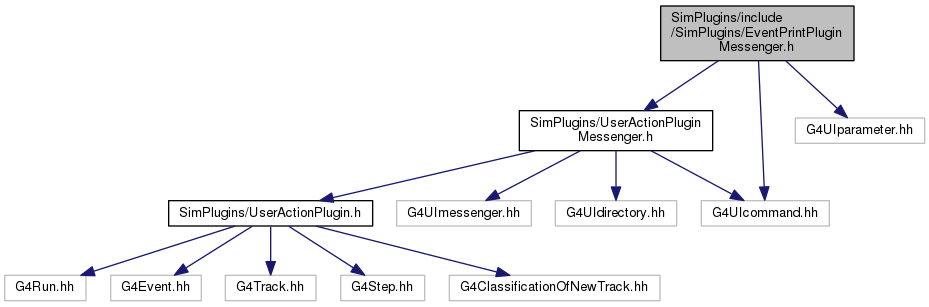 SimPlugins/include
/SimPlugins/EventPrintPlugin
Messenger.h
SimPlugins/UserActionPlugin
Messenger.h
G4UIparameter.hh
SimPlugins/UserActionPlugin.h
G4UImessenger.hh
G4UIdirectory.hh
G4UIcommand.hh
G4Run.hh
G4Event.hh
G4Track.hh
G4Step.hh
G4ClassificationOfNewTrack.hh